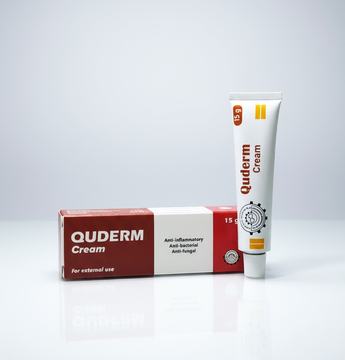 QUDERM
Cream
For external use
Anti-inflammatory
Anti-bacterial
Anti-fungal
15 g
15 g
Quderm
Cream